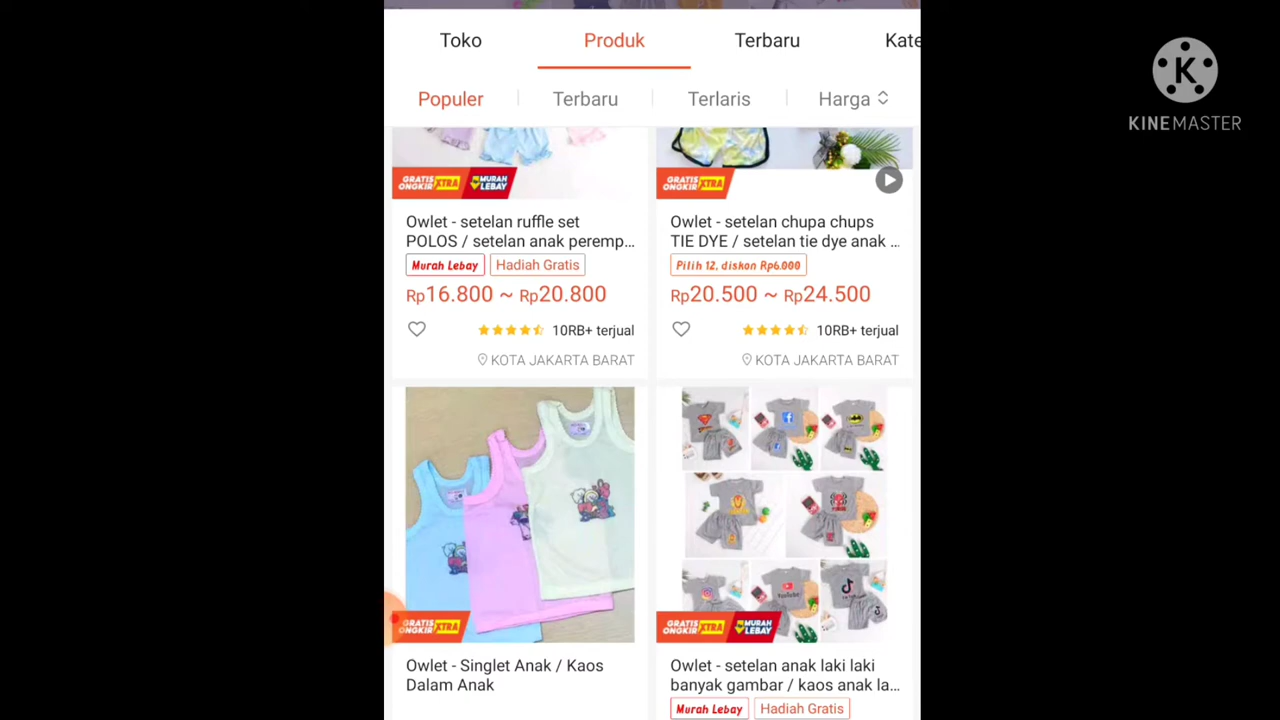 Toko
Produk
Terbaru
Kate
Populer
Terbaru
Terlaris
Harga
KINEMASTER
GRATIS
ONGKIR XTRA
MURAH
LEBAY
GRATIS
ONGKIR XTRA
Owlet - setelan ruffle set
POLOS / setelan anak peremp...
Murah Lebay
Hadiah Gratis
Rp16.800 ~ Rp20.800
10RB+ terjual
KOTA JAKARTA BARAT
Owlet - setelan chupa chups
TIE DYE / setelan tie dye anak ...
Pilih 12, diskon Rp6.000
Rp20.500 ~ Rp24.500
10RB+ terjual
KOTA JAKARTA BARAT
GRATIS
ONGKIR XTRA
Owlet - Singlet Anak / Kaos
Dalam Anak
YouTube
GRATIS
ONGKIR XTRA
MURAH
LEBAY
Owlet - setelan anak laki laki
banyak gambar / kaos anak la...
Murah Lebay
Hadiah Gratis